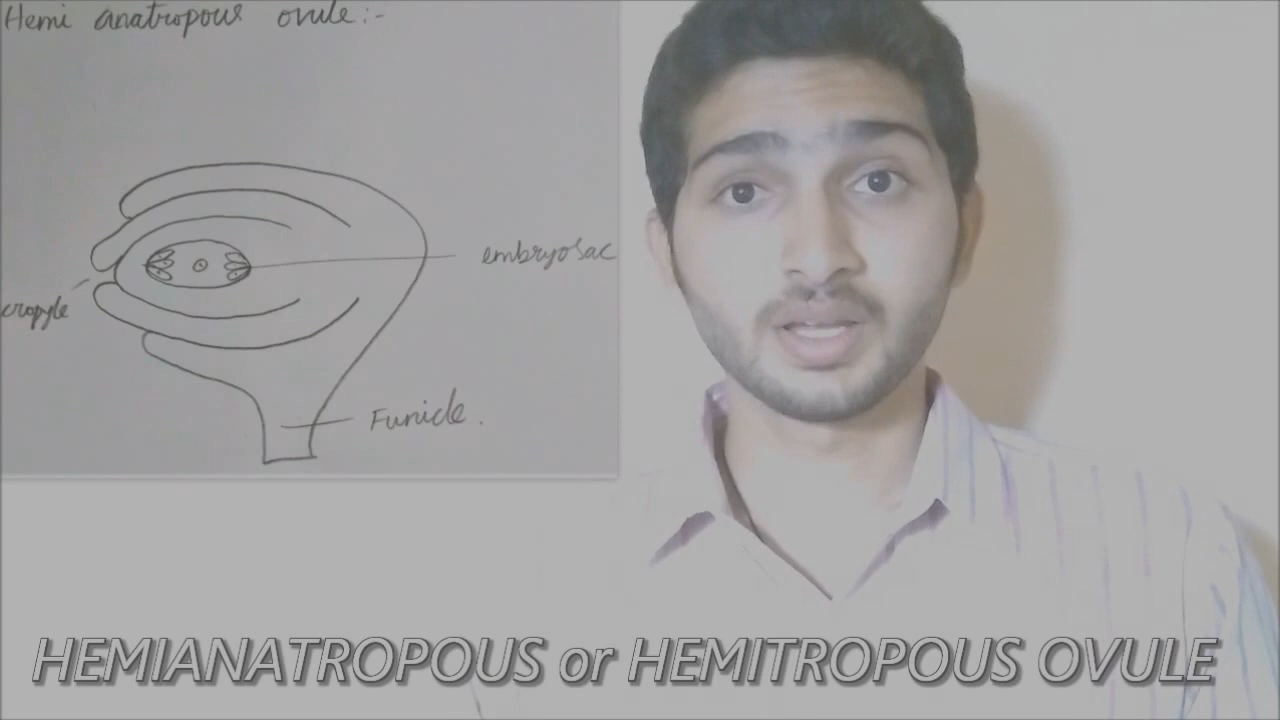 Hemi anatropous ovule:-
embryosac
cropyle
Funicle.
HEMIANATROPOUS or HEMITROPOUS OVULE